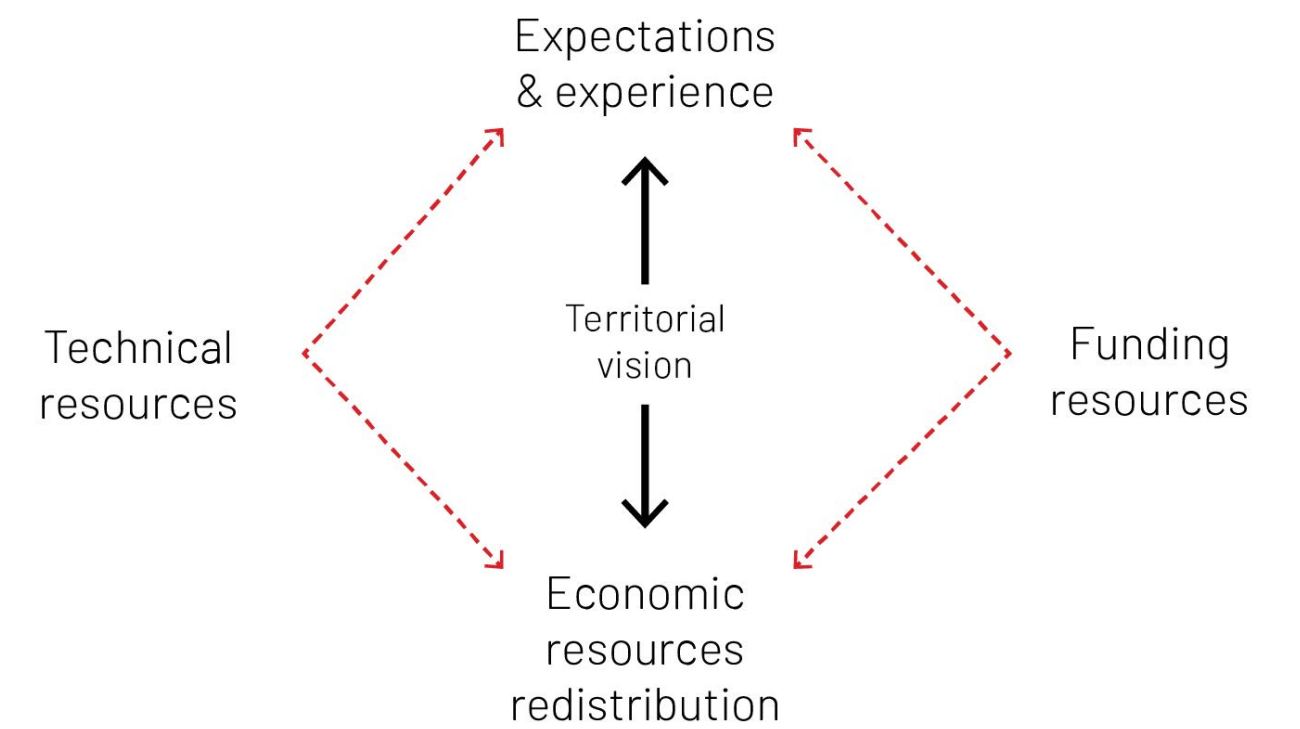 Expectations
& experience
Territorial
vision
Technical
resources
Funding
resources
Economic
resources
redistribution